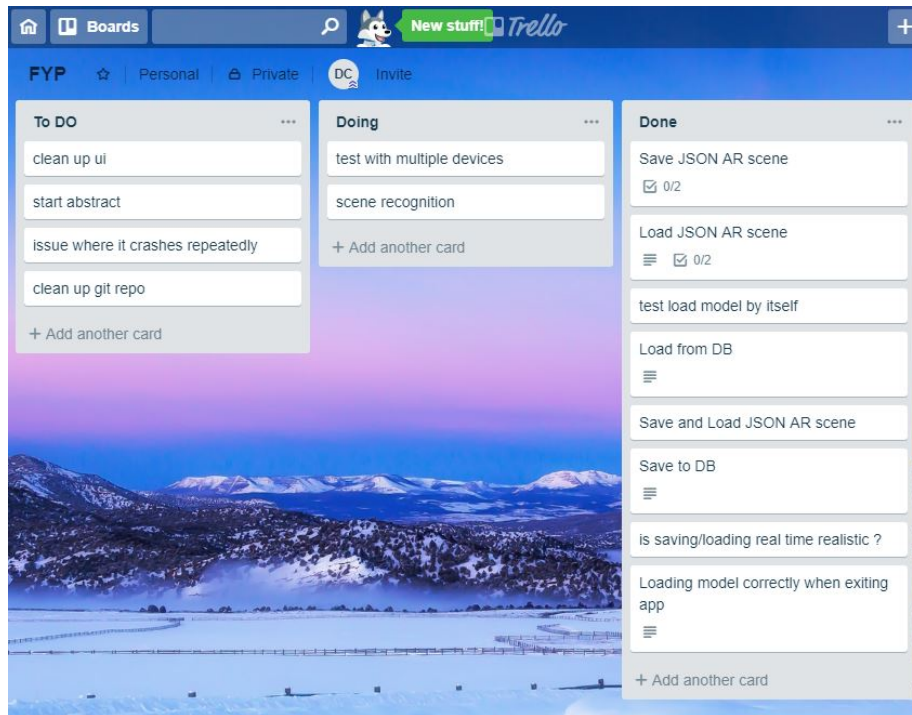 Boards
New stuff!
Trello
FYP
Personal
Private
DC
Invite
To DO
clean up ui
start abstract
issue where it crashes repeatedly
clean up git repo
+ Add another card
Doing
test with multiple devices
scene recognition
+ Add another card
Done
Save JSON AR scene
0/2
Load JSON AR scene
0/2
test load model by itself
Load from DB
Save and Load JSON AR scene
Save to DB
is saving/loading real time realistic ?
Loading model correctly when exiting
app
+ Add another card